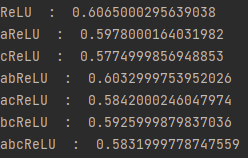 ReLU  :  0.6065000295639038
aReLU  :  0.5978000164031982
cReLU  :  0.5774999856948853
abReLU  :  0.6032999753952026
acReLU  :  0.5842000246047974
bcReLU  :  0.5925999879837036
abcReLU  :  0.5831999778747559